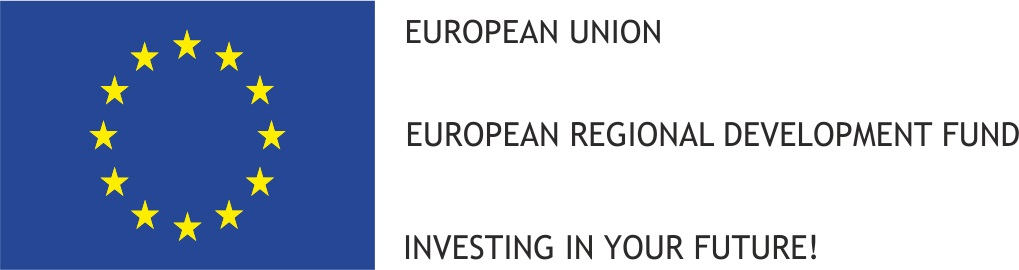 EUROPEAN UNION
EUROPEAN REGIONAL DEVELOPMENT FUND
INVESTING IN YOUR FUTURE!